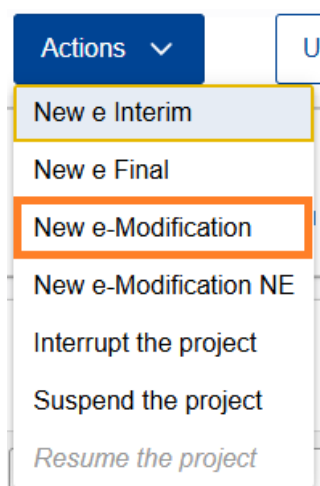 Actions
U
New e Interim
New e Final
New e-Modification
New e-Modification NE
Interrupt the project
Suspend the project
Resume the project